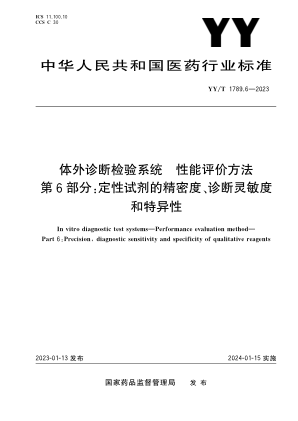 ICS 11.100.10
CCS C 30
YY
中华人民共和国医药行业标准
YY/T 1789.6—2023
体外诊断检验系统 性能评价方法
第6部分:定性试剂的精密度、诊断灵敏度
和特异性
In vitro diagnostic test systems—Performance evaluation method—
Part 6:Precision, diagnostic sensitivity and specificity of qualitative reagents
2023-01-13 发布
2024-01-15 实施
国家药品监督管理局 发布